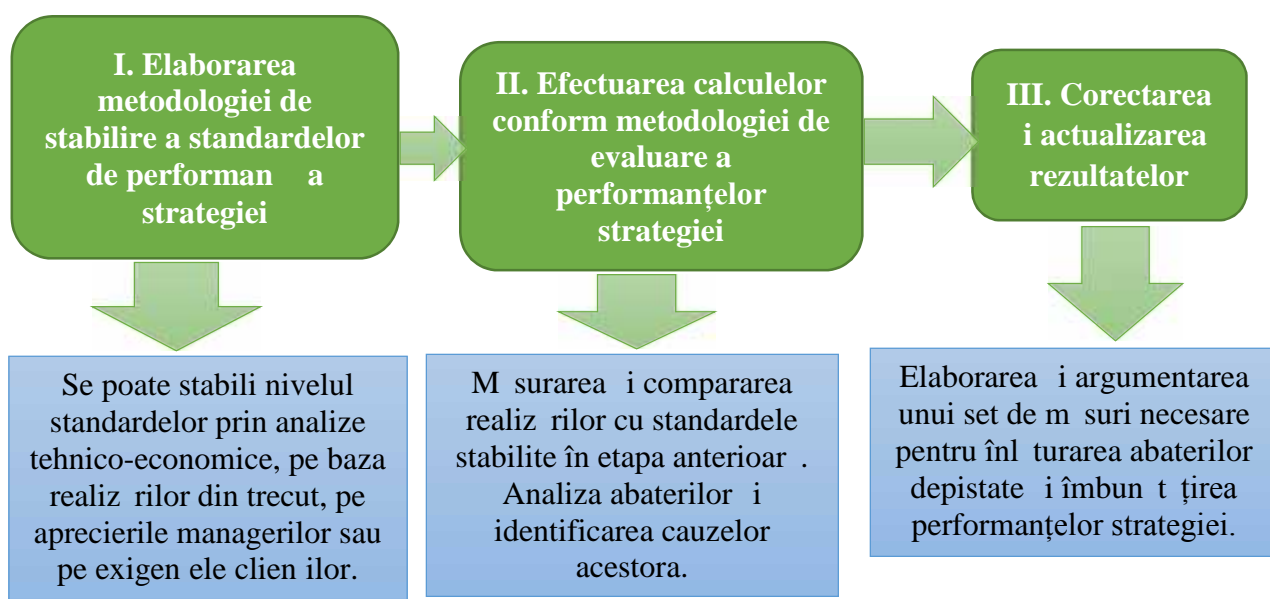 I. Elaborarea
metodologiei de
stabilire a standardelor
de performan a
strategiei
II. Efectuarea calculelor
conform metodologiei de
evaluare a
performanțelor
strategiei
III. Corectarea
i actualizarea
rezultatelor
Se poate stabili nivelul
standardelor prin analize
tehnico-economice, pe baza
realiz rilor din trecut, pe
aprecierile managerilor sau
pe exigen ele clien ilor.
M surarea i compararea
realiz rilor cu standardele
stabilite în etapa anterioar .
Analiza abaterilor i
identificarea cauzelor
acestora.
Elaborarea i argumentarea
unui set de m suri necesare
pentru înl turarea abaterilor
depistate i îmbun t țirea
performanțelor strategiei.